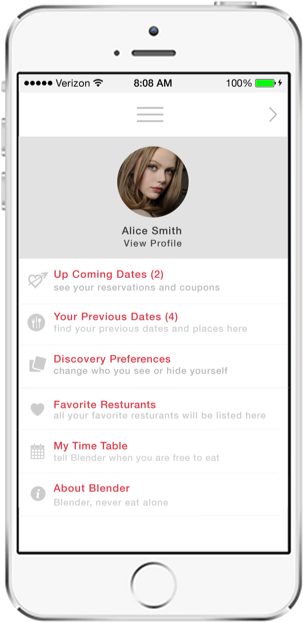 ●●●●● Verizon 8:08 AM 100%
Alice Smith
View Profile
Up Coming Dates (2)
see your reservations and coupons
Your Previous Dates (4)
find your previous dates and places here
Discovery Preferences
change who you see or hide yourself
Favorite Resturants
all your favorite resturants will be listed here
My Time Table
tell Blender when you are free to eat
About Blender
Blender, never eat alone